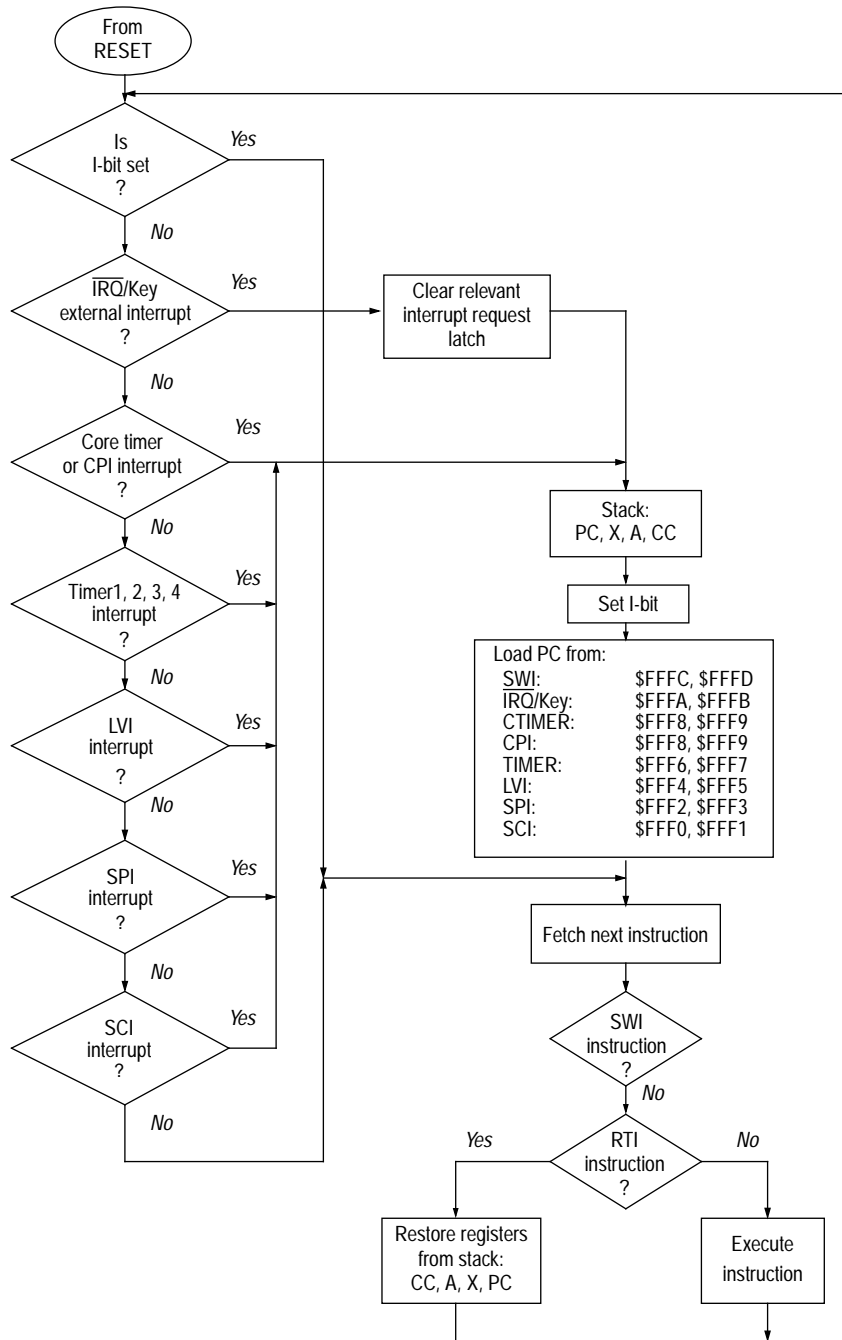 From
RESET
Is
I-bit set
?
Yes
No
IRQ/Key
external interrupt
?
Yes
No
Clear relevant
interrupt request
latch
Core timer
or CPI interrupt
?
Yes
No
Timer1, 2, 3, 4
interrupt
?
Yes
No
LVI
interrupt
?
Yes
No
SPI
interrupt
?
Yes
No
SCI
interrupt
?
Yes
No
Stack:
PC, X, A, CC
Set I-bit
Load PC from:
SWI: $FFFC, $FFFD
IRQ/Key: $FFFA, $FFFB
CTIMER: $FFF8, $FFF9
CPI: $FFF8, $FFF9
TIMER: $FFF6, $FFF7
LVI: $FFF4, $FFF5
SPI: $FFF2, $FFF3
SCI: $FFF0, $FFF1
Fetch next instruction
SWI
instruction
?
No
RTI
instruction
?
Yes
No
Restore registers
from stack:
CC, A, X, PC
Execute
instruction